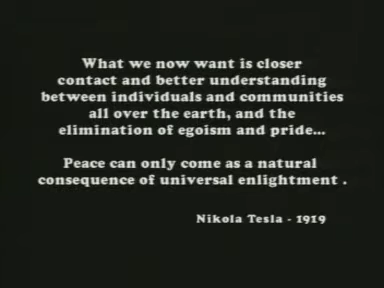 What we now want is closer
contact and better understanding
between individuals and communities
all over the earth, and the
elimination of egoism and pride...
Peace can only come as a natural
consequence of universal enlightment .
Nikola Tesla - 1919